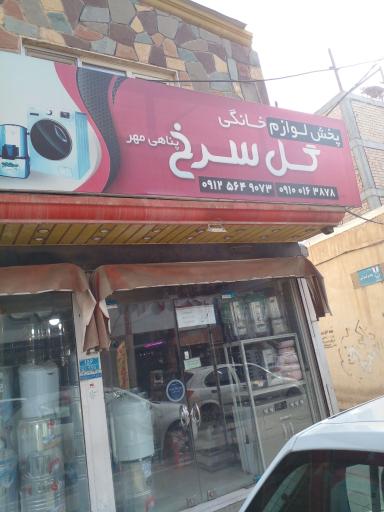 پخش لوازم خانگی
گل سرخ
پناهی مهر
۰۹۱۲ ۵۶۴ ۹۰۷۳
۰۹۱۰ ۰۱۶ ۳۸۷۸